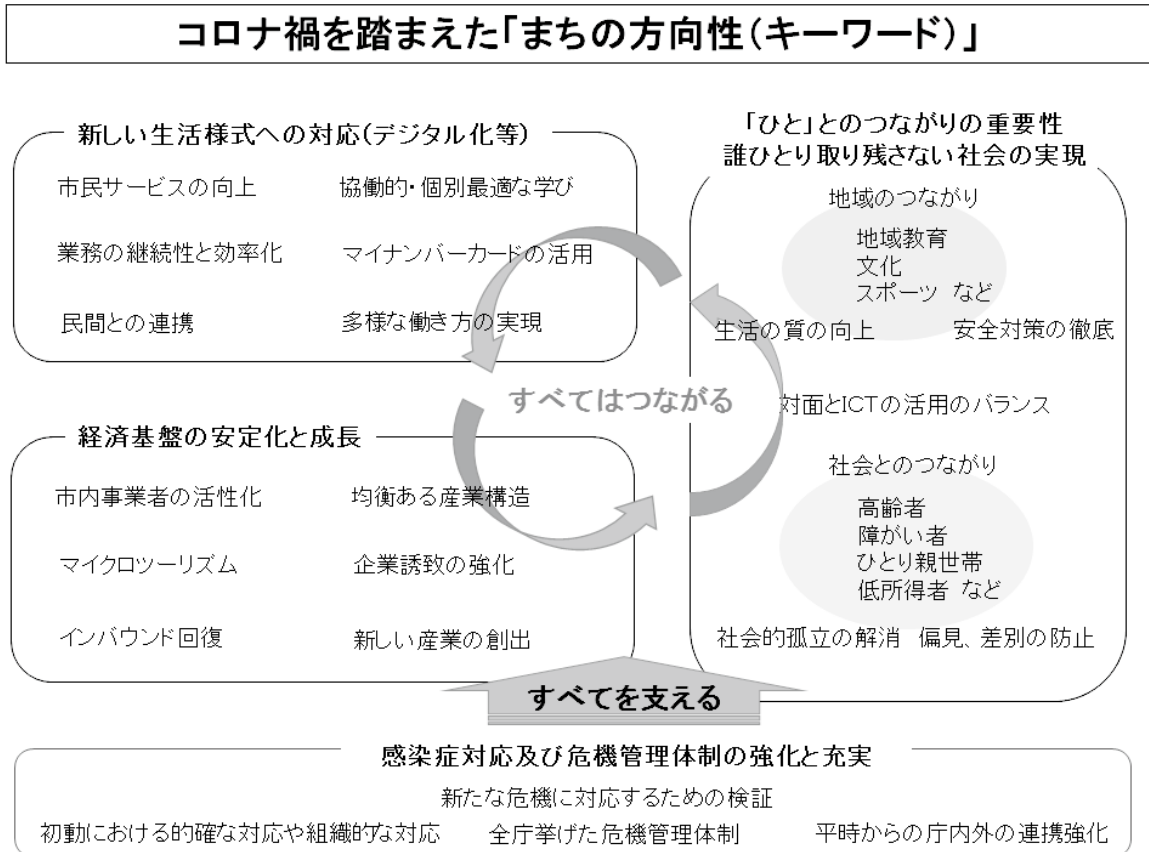 コロナ禍を踏まえた「まちの方向性(キーワード)」
新しい生活様式への対応(デジタル化等)
市民サービスの向上
協働的・個別最適な学び
業務の継続性と効率化
マイナンバーカードの活用
民間との連携
多様な働き方の実現
「ひと」とのつながりの重要性
誰ひとり取り残さない社会の実現
地域のつながり
地域教育
文化
スポーツ など
生活の質の向上
安全対策の徹底
対面とICTの活用のバランス
社会とのつながり
高齢者
障がい者
ひとり親世帯
低所得者 など
社会的孤立の解消 偏見、差別の防止
すべてはつながる
経済基盤の安定化と成長
市内事業者の活性化
均衡ある産業構造
マイクロツーリズム
企業誘致の強化
インバウンド回復
新しい産業の創出
すべてを支える
感染症対応及び危機管理体制の強化と充実
新たな危機に対応するための検証
初動における的確な対応や組織的な対応
全庁挙げた危機管理体制
平時からの庁内外の連携強化